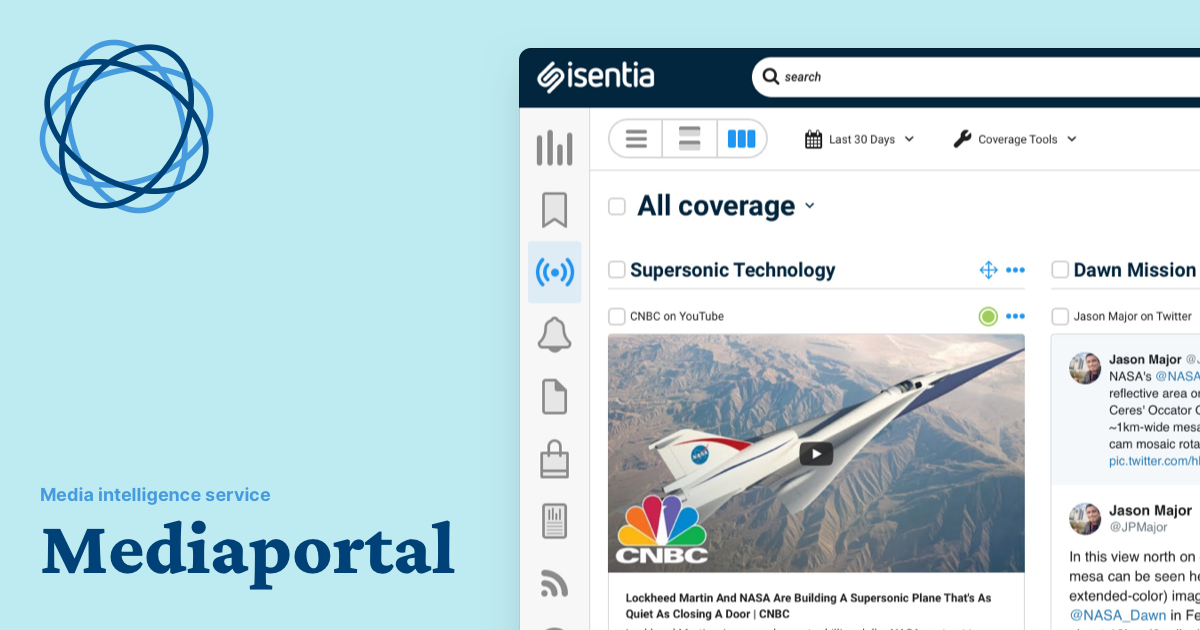 isentia
search
Last 30 Days
Coverage Tools
All coverage
Supersonic Technology
Dawn Mission
CNBC on YouTube
Jason Major on Twitter
NASA
CNBC
Lockheed Martin And NASA Are Building A Supersonic Plane That's As
Quiet As Closing A Door | CNBC
Jason Major @J
NASA's @NASA
reflective area o
Ceres' Occator C
~1km-wide mesa
cam mosaic rota
pic.twitter.com/hl
Jason Major
@JPMajor
In this view north on
mesa can be seen he
extended-color) imag
@NASA_Dawn in Fe
Media intelligence service
Mediaportal